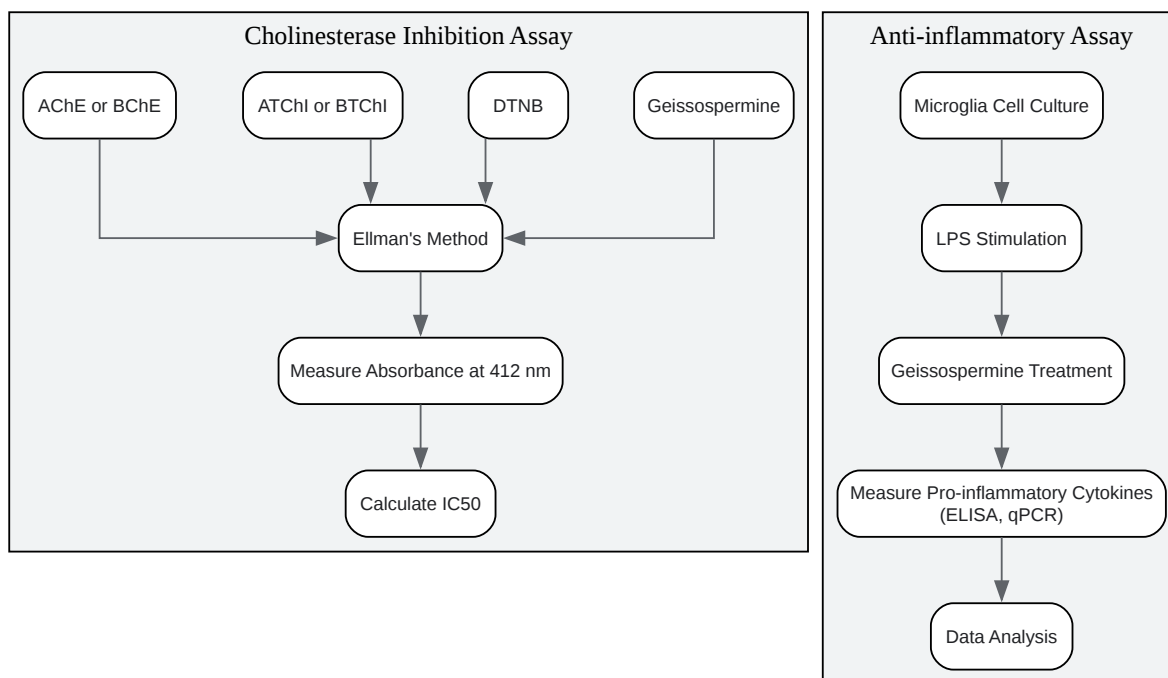 Cholinesterase Inhibition Assay
AChE or BChE
ATChI or BTChI
DTNB
Geissospermine
Ellman's Method
Measure Absorbance at 412 nm
Calculate IC50
Anti-inflammatory Assay
Microglia Cell Culture
LPS Stimulation
Geissospermine Treatment
Measure Pro-inflammatory Cytokines
(ELISA, qPCR)
Data Analysis